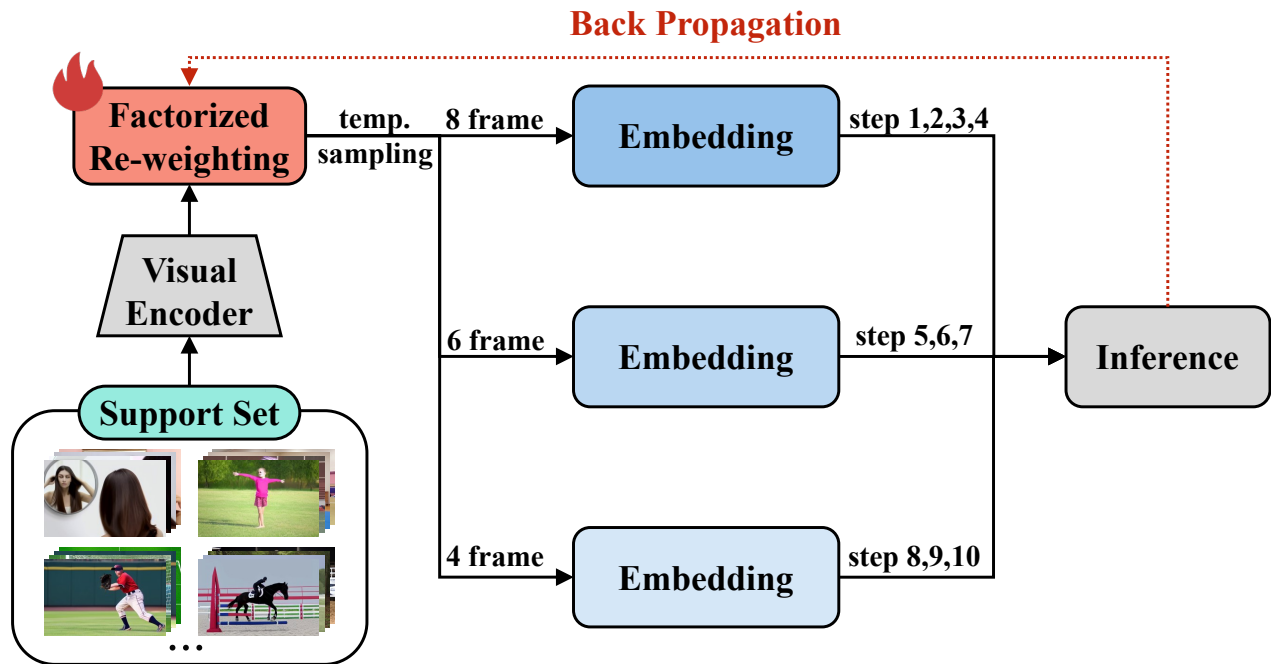 Back Propagation
Factorized
Re-weighting
temp.
sampling
8 frame
Embedding
step 1,2,3,4
Visual
Encoder
6 frame
Embedding
step 5,6,7
Inference
Support Set
4 frame
Embedding
step 8,9,10
...